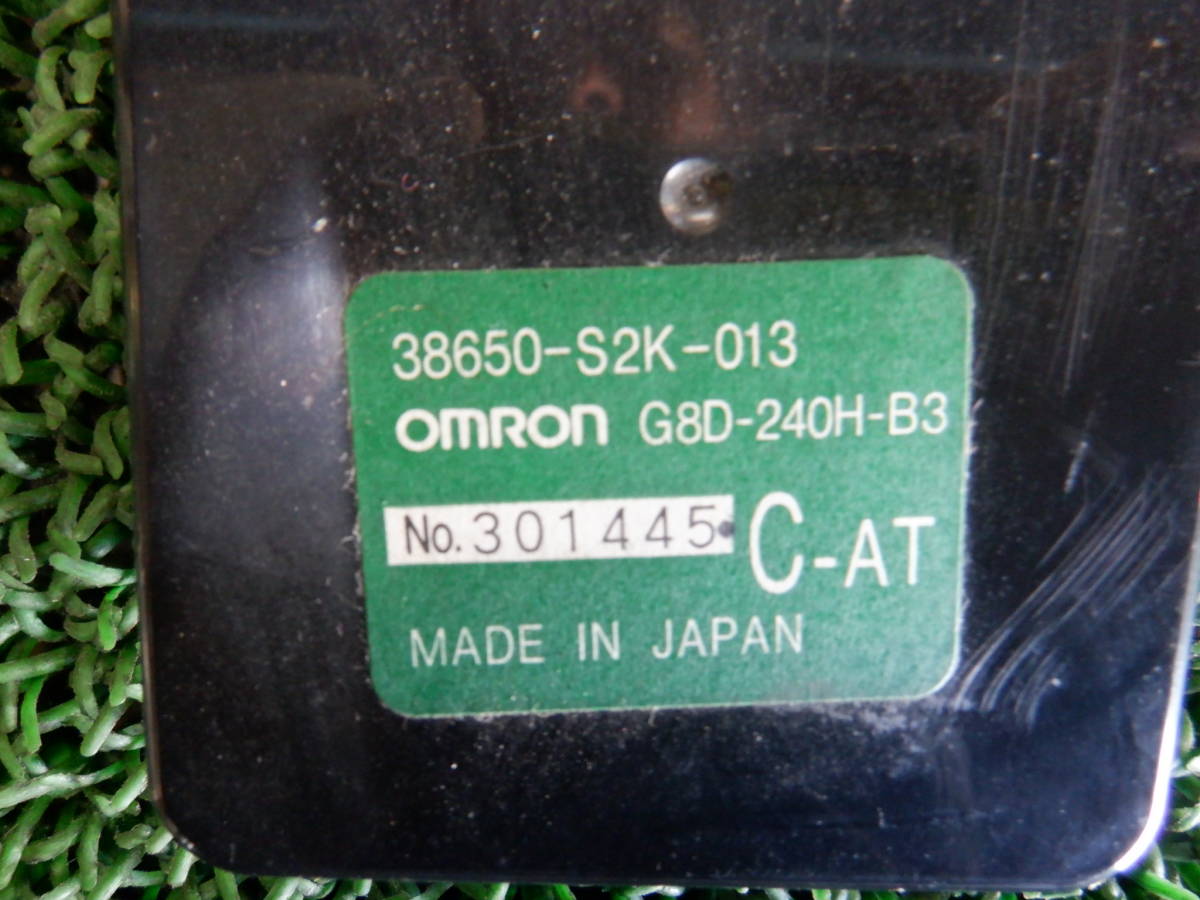 38650-S2K-013
OMRON G8D-240H-B3
No.301445 C-AT
MADE IN JAPAN